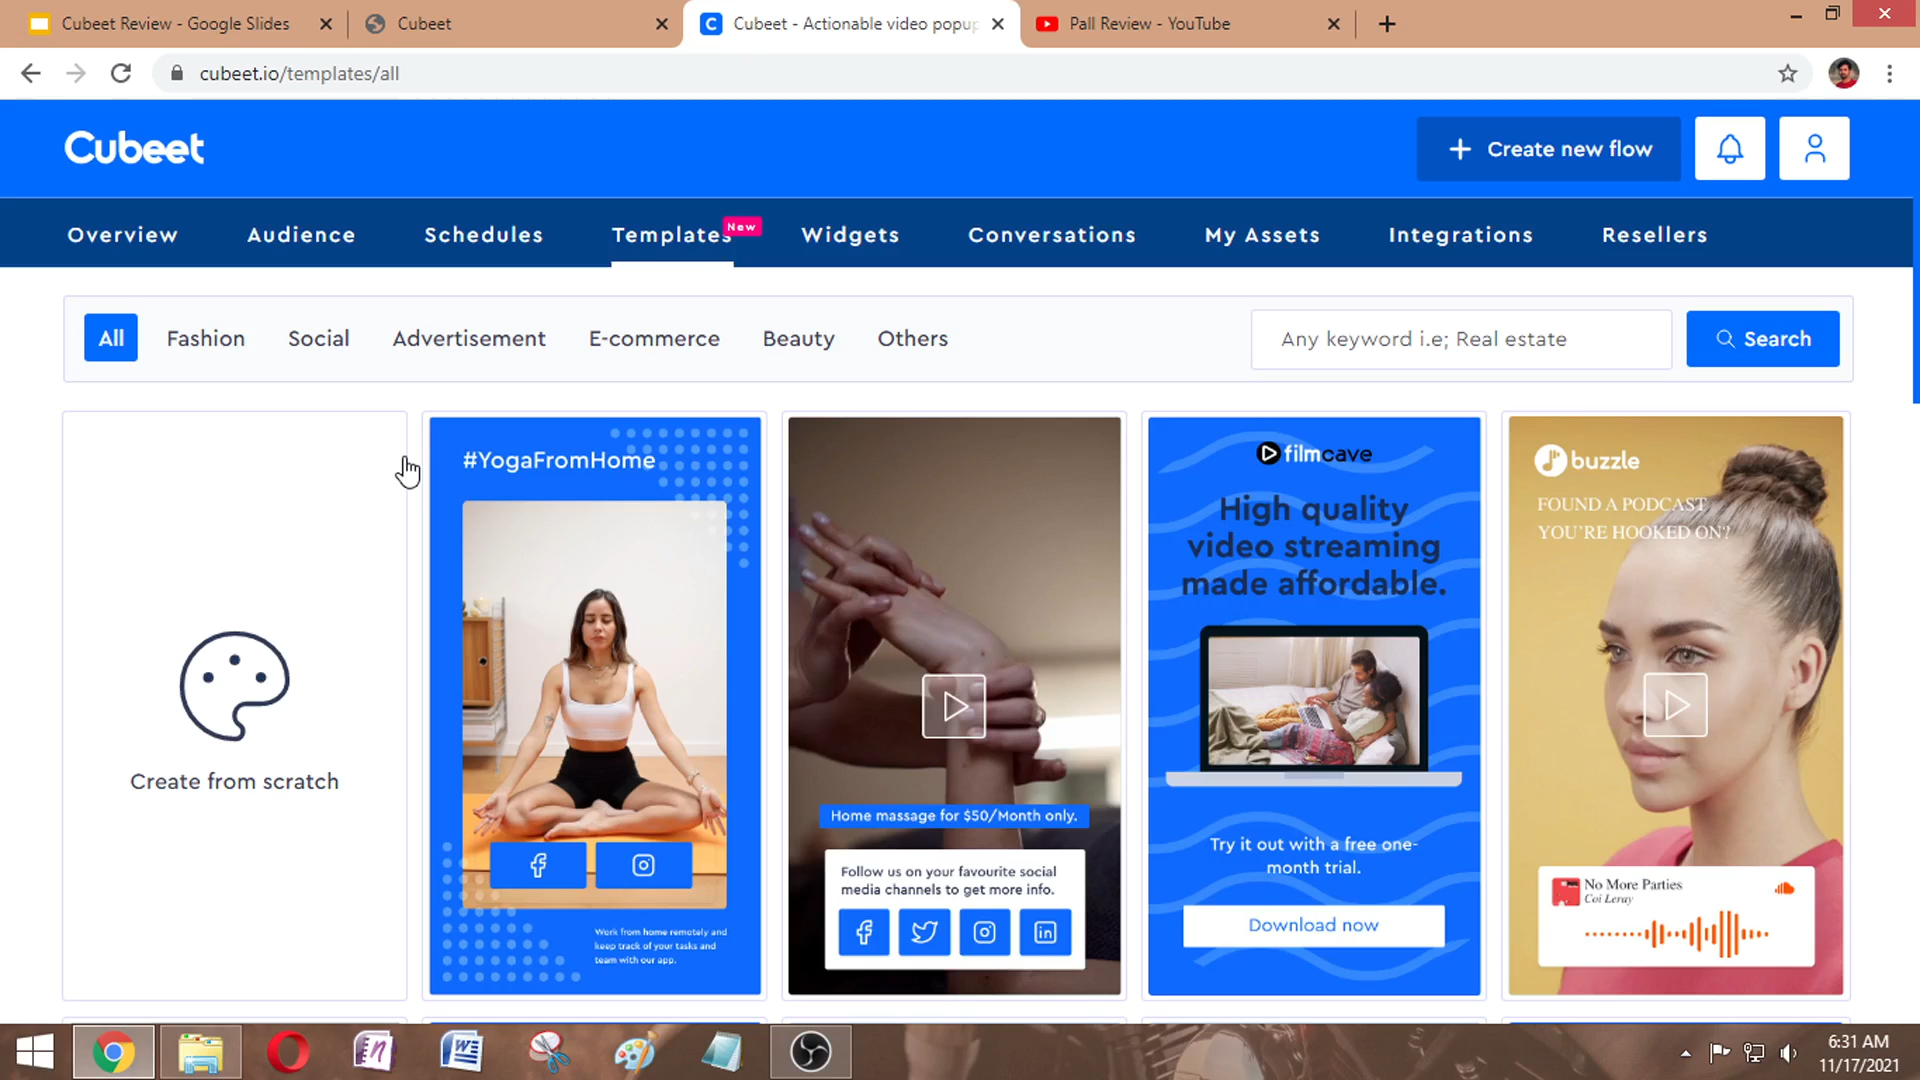 Cubeet Review - Google Slides
Cubeet
Cubeet - Actionable video popup
Pall Review - YouTube
cubeet.io/templates/all
Cubeet
Create new flow
Overview
Audience
Schedules
Templates
New
Widgets
Conversations
My Assets
Integrations
Resellers
All
Fashion
Social
Advertisement
E-commerce
Beauty
Others
Any keyword i.e; Real estate
Search
Create from scratch
#YogaFromHome
Work from home remotely and
keep track of your tasks and
team with our app.
Home massage for $50/Month only.
Follow us on your favourite social
media channels to get more info.
filmcave
High quality
video streaming
made affordable.
Try it out with a free one-
month trial.
Download now
buzzle
FOUND A PODCAST
YOU'RE HOOKED ON?
No More Parties
Coi Leray
6:31 AM
11/17/2021